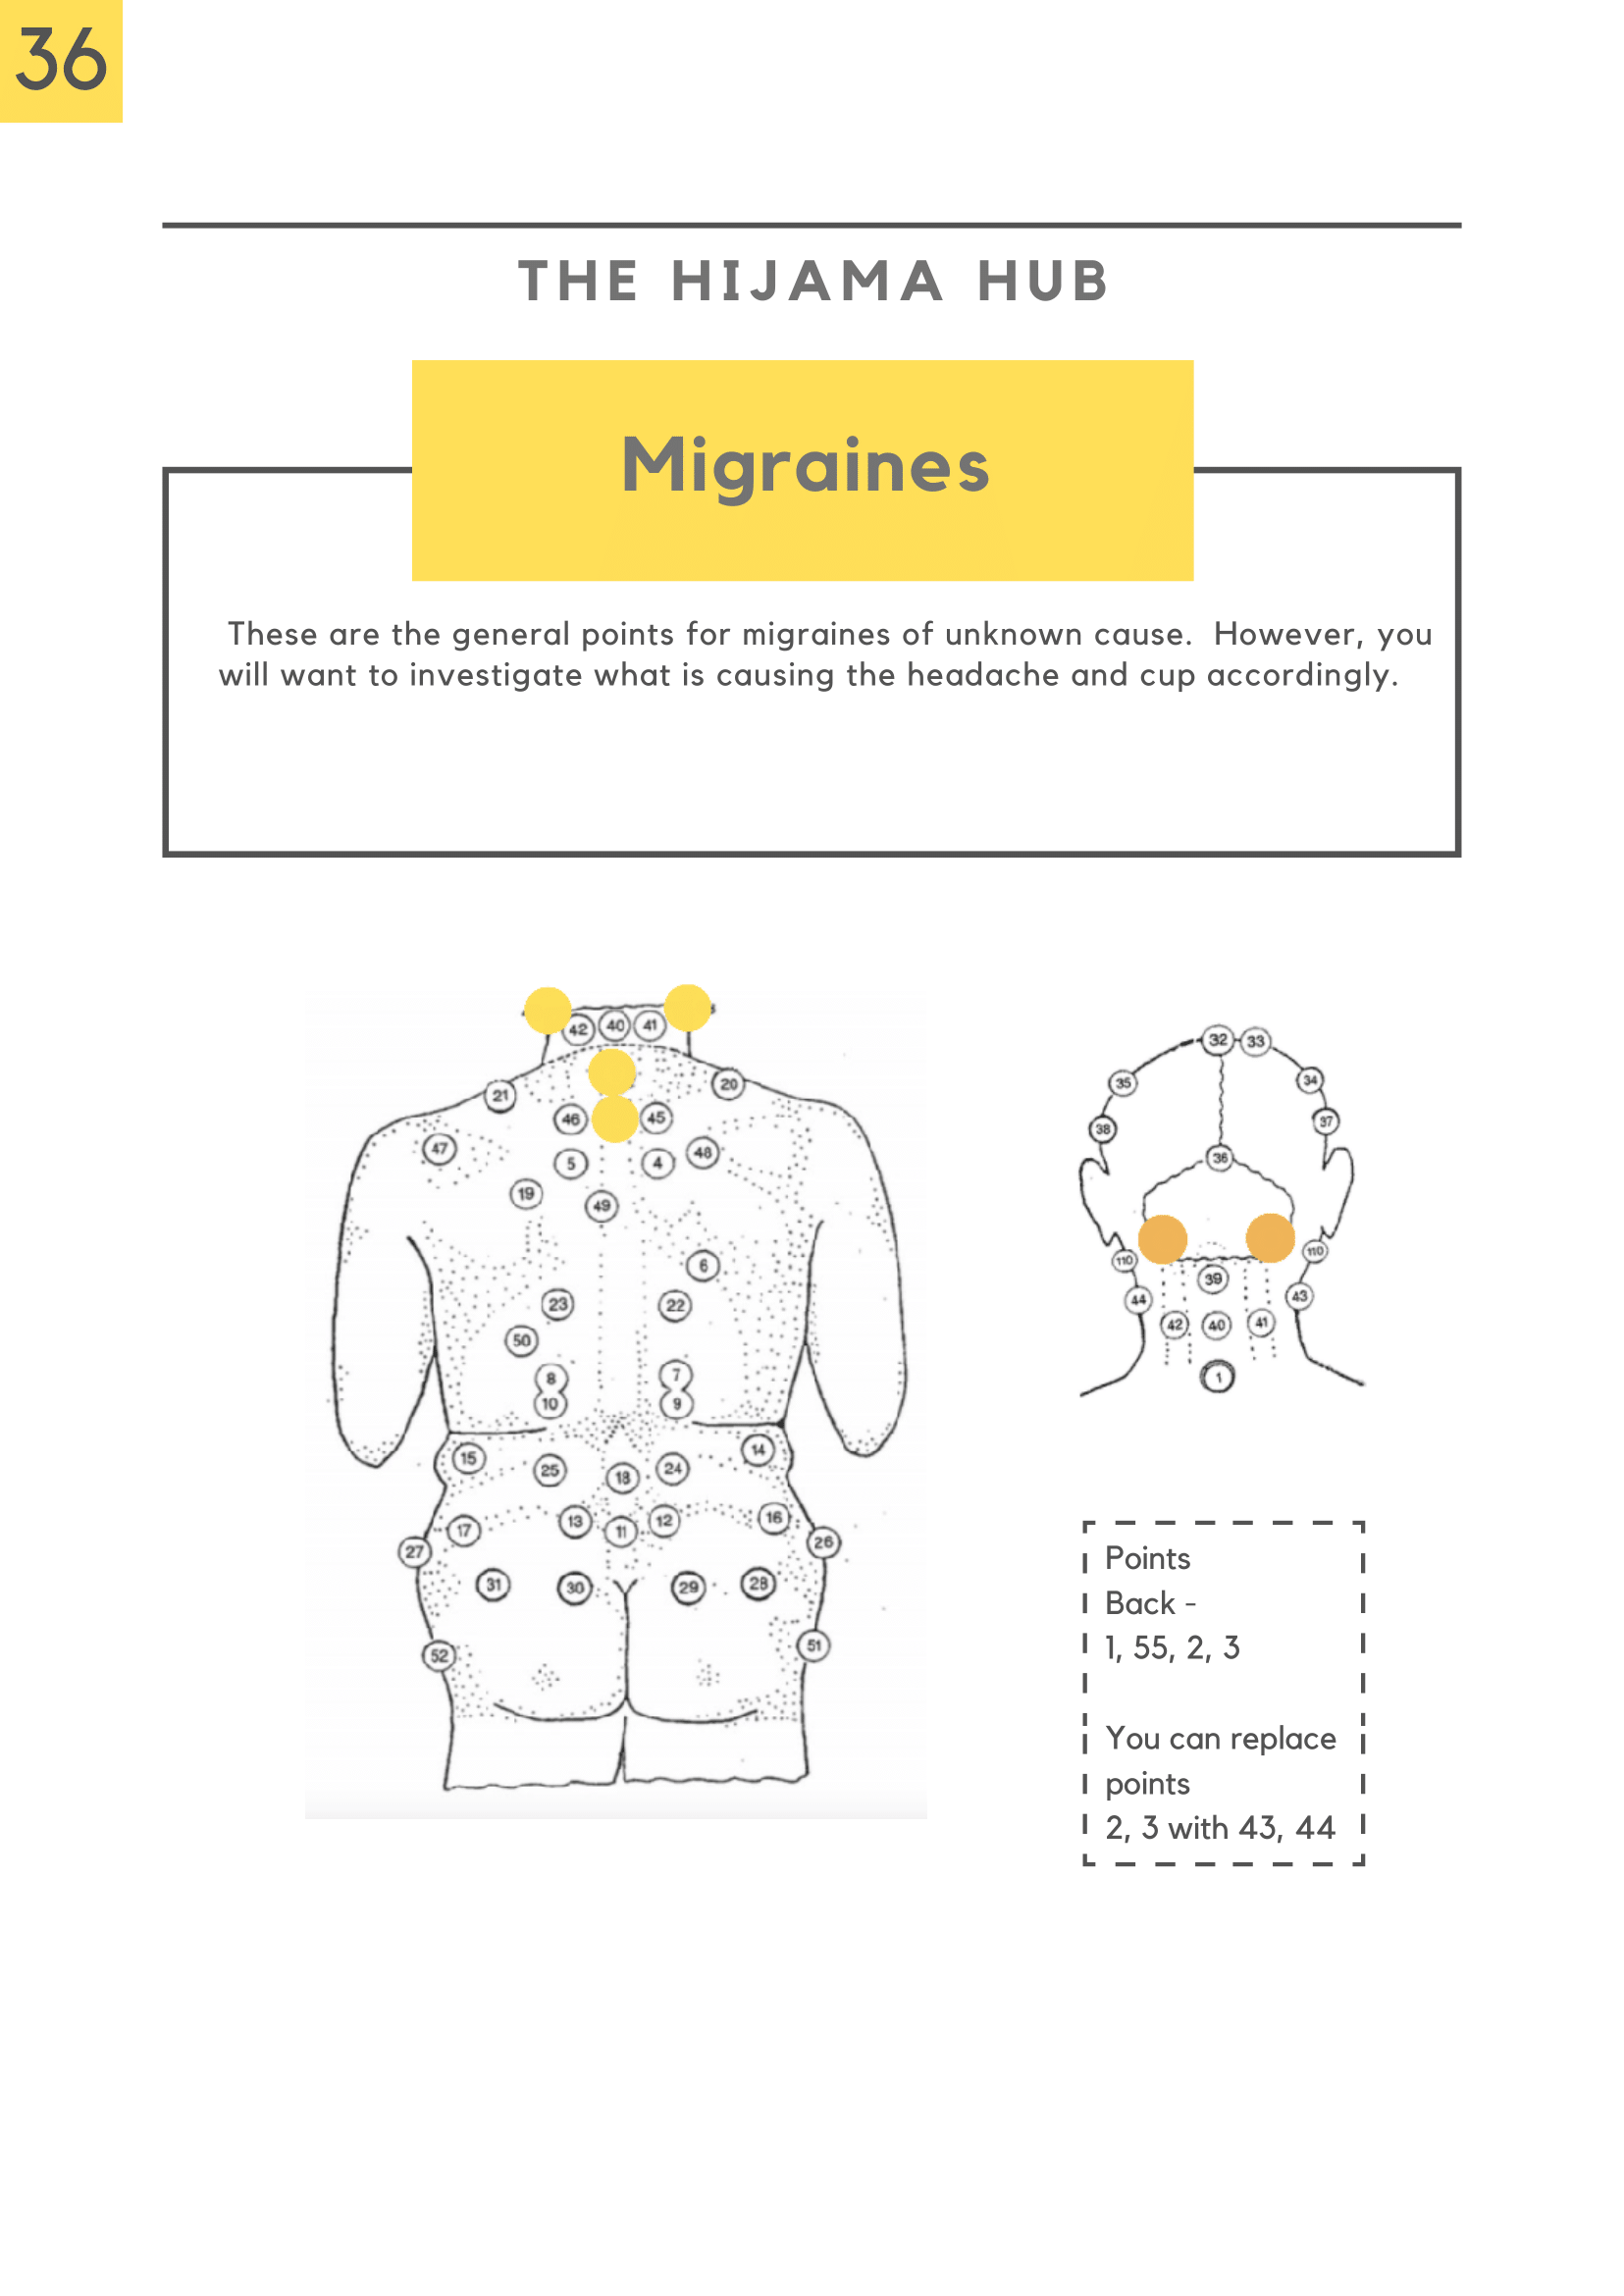 36
THE HIJAMA HUB
Migraines
These are the general points for migraines of unknown cause. However, you
will want to investigate what is causing the headache and cup accordingly.
42 40 41
21 20
46 45
47 48
5 4
19 49
6
23 22
50
8 7
10 9
15 14
25 18 24
17 13 11 12 16
27 26
31 30 29 28
52 51
32 33
35 34
38 37
36
110 110
39
44 43
42 40 41
1
Points
Back -
1, 55, 2, 3
You can replace
points
2, 3 with 43, 44